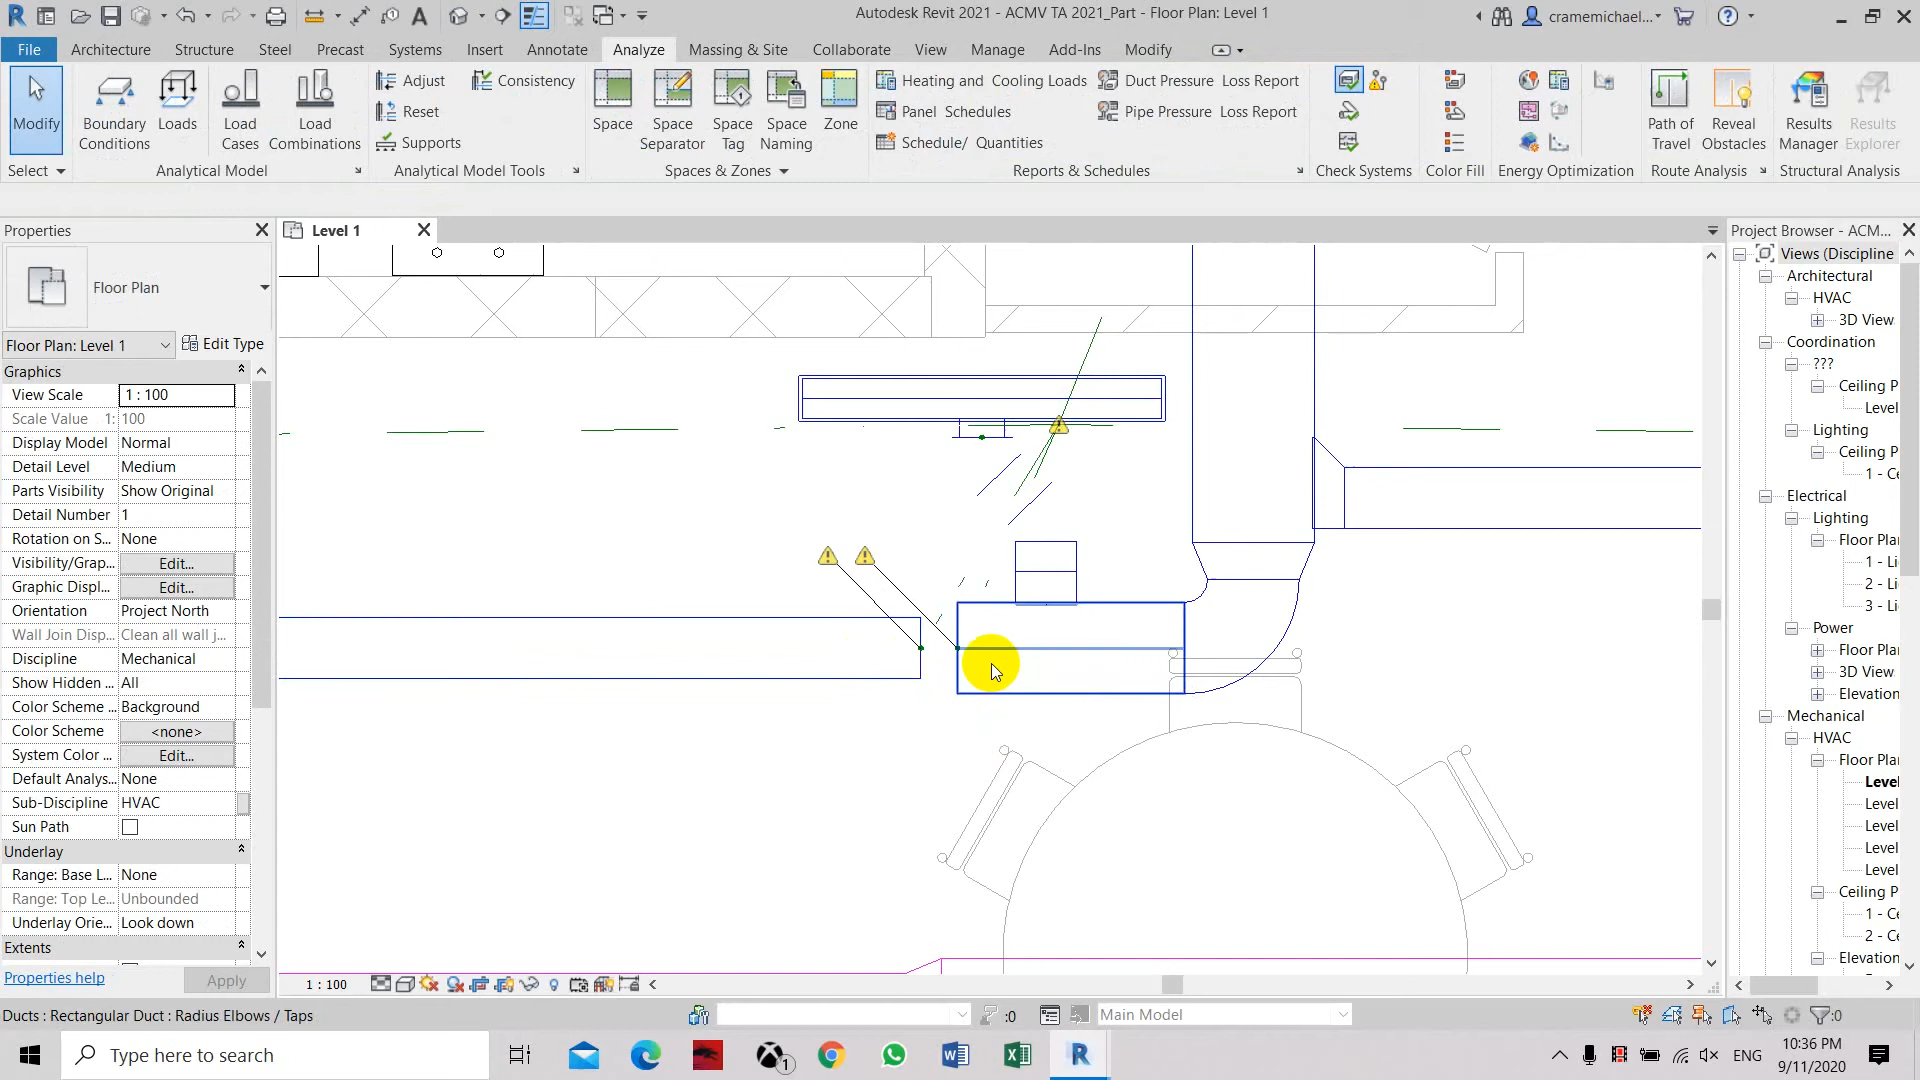 Autodesk Revit 2021 - ACMV TA 2021_Part - Floor Plan: Level 1
cramemichael...
File
Architecture
Structure
Steel
Precast
Systems
Insert
Annotate
Analyze
Massing & Site
Collaborate
View
Manage
Add-Ins
Modify
Modify
Boundary
Conditions
Loads
Load
Cases
Load
Combinations
Adjust
Reset
Supports
Consistency
Space
Space
Separator
Space
Tag
Space
Naming
Zone
Heating and Cooling Loads
Panel Schedules
Schedule/ Quantities
Duct Pressure Loss Report
Pipe Pressure Loss Report
Path of
Travel
Reveal
Obstacles
Results
Manager
Results
Explorer
Select
Analytical Model
Analytical Model Tools
Spaces & Zones
Reports & Schedules
Check Systems
Color Fill
Energy Optimization
Route Analysis
Structural Analysis
Properties
Floor Plan
Floor Plan: Level 1
Edit Type
Graphics
View Scale 1 : 100
Scale Value 1: 100
Display Model Normal
Detail Level Medium
Parts Visibility Show Original
Detail Number 1
Rotation on S... None
Visibility/Grap... Edit...
Graphic Displ... Edit...
Orientation Project North
Wall Join Disp... Clean all wall j...
Discipline Mechanical
Show Hidden ... All
Color Scheme ... Background
Color Scheme <none>
System Color ... Edit...
Default Analys... None
Sub-Discipline HVAC
Sun Path
Underlay
Range: Base L... None
Range: Top Le... Unbounded
Underlay Orie... Look down
Extents
Properties help
Apply
Level 1
1 : 100
Project Browser - ACM...
Views (Discipline
Architectural
HVAC
3D View
Coordination
???
Ceiling P
Level
Lighting
Ceiling P
1 - Ce
Electrical
Lighting
Floor Pla
1 - Li
2 - Li
3 - Li
Power
Floor Pla
3D View
Elevation
Mechanical
HVAC
Floor Plan
Level
Level
Level
Level
Level
Ceiling P
1 - Ce
2 - Ce
Elevation
Ducts : Rectangular Duct : Radius Elbows / Taps
:0
Main Model
:0
Type here to search
1
ENG
10:36 PM
9/11/2020